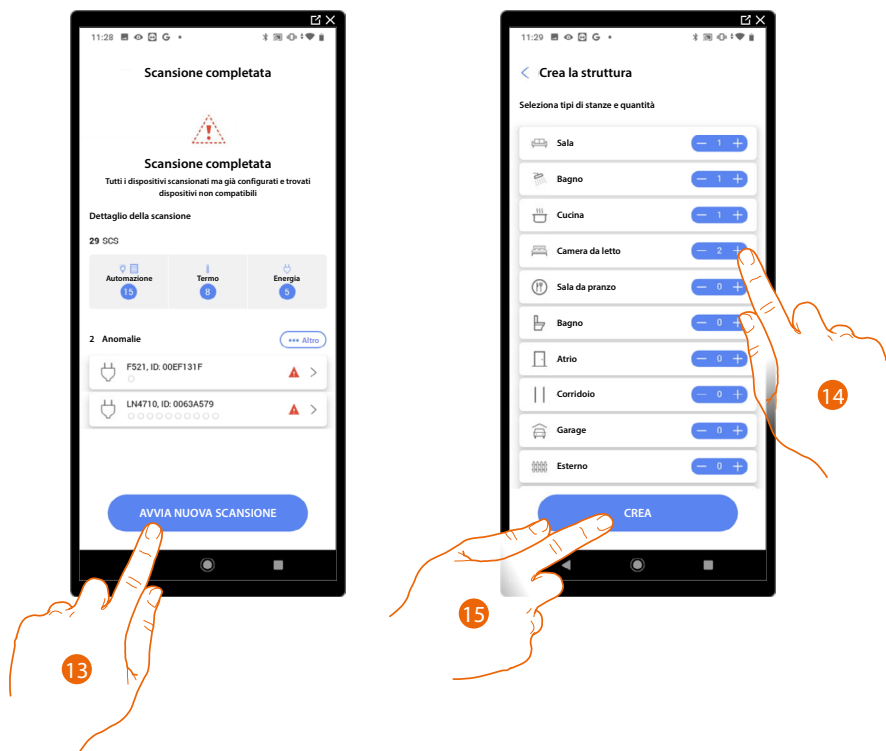 11:28 G
Scansione completata
Scansione completata
Tutti i dispositivi scansionati ma già configurati e trovati
dispositivi non compatibili
Dettaglio della scansione
29 SCS
Automazione Termo Energia
15 8 5
2 Anomalie ••• Altro
F521, ID: 00EF131F
LN4710, ID: 0063A579
AVVIA NUOVA SCANSIONE
13
11:29 G
Crea la struttura
Seleziona tipi di stanze e quantità
Sala − 1 +
Bagno − 1 +
Cucina − 1 +
Camera da letto − 2 +
Sala da pranzo − 0 +
Bagno − 0 +
Atrio − 0 +
Corridoio − 0 +
Garage − 0 +
Esterno − 0 +
CREA
14
15